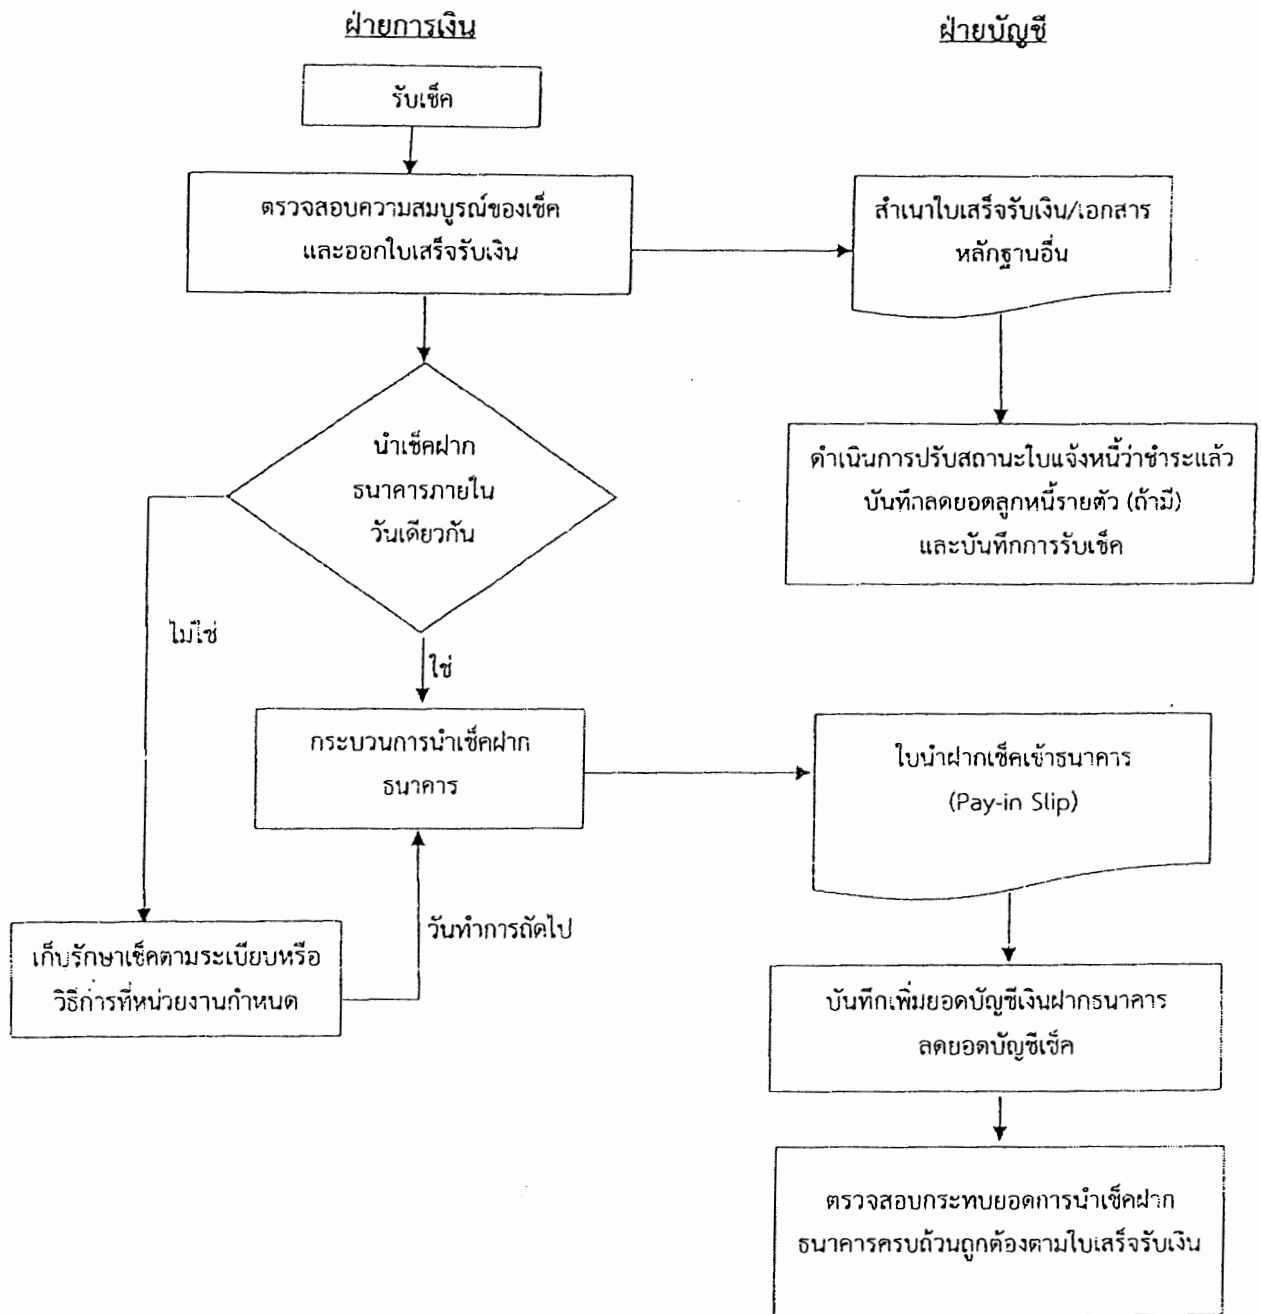 ฝ่ายการเงิน
ฝ่ายบัญชี
รับเช็ค
ตรวจสอบความสมบูรณ์ของเช็ค
และออกใบเสร็จรับเงิน
สำเนาใบเสร็จรับเงิน/เอกสาร
หลักฐานอื่น
นำเช็คฝาก
ธนาคารภายใน
วันเดียวกัน
ดำเนินการปรับสถานะใบแจ้งหนี้ว่าชำระแล้ว
บันทึกลดยอดลูกหนี้รายตัว (ถ้ามี)
และบันทึกการรับเช็ค
ไม่ใช่
ใช่
กระบวนการนำเช็คฝาก
ธนาคาร
ใบนำฝากเช็คเข้าธนาคาร
(Pay-in Slip)
วันทำการถัดไป
เก็บรักษาเช็คตามระเบียบหรือ
วิธีการที่หน่วยงานกำหนด
บันทึกเพิ่มยอดบัญชีเงินฝากธนาคาร
ลดยอดบัญชีเช็ค
ตรวจสอบกระทบยอดการนำเช็คฝาก
ธนาคารครบถ้วนถูกต้องตามใบเสร็จรับเงิน